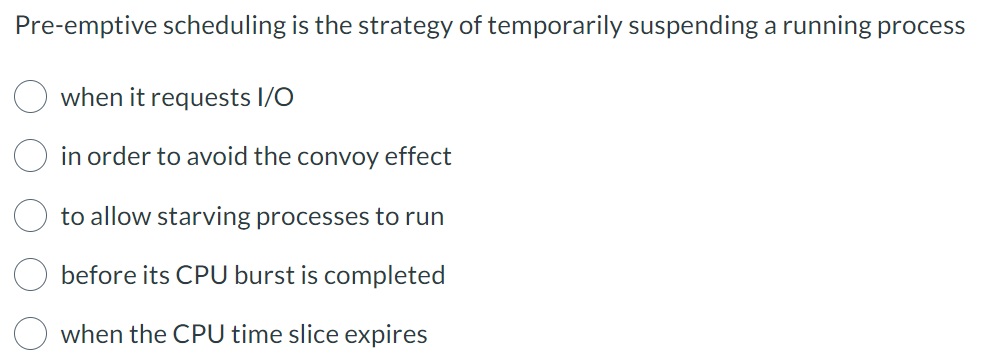 Pre-emptive scheduling is the strategy of temporarily suspending a running process
when it requests I/O
in order to avoid the convoy effect
to allow starving processes to run
before its CPU burst is completed
when the CPU time slice expires